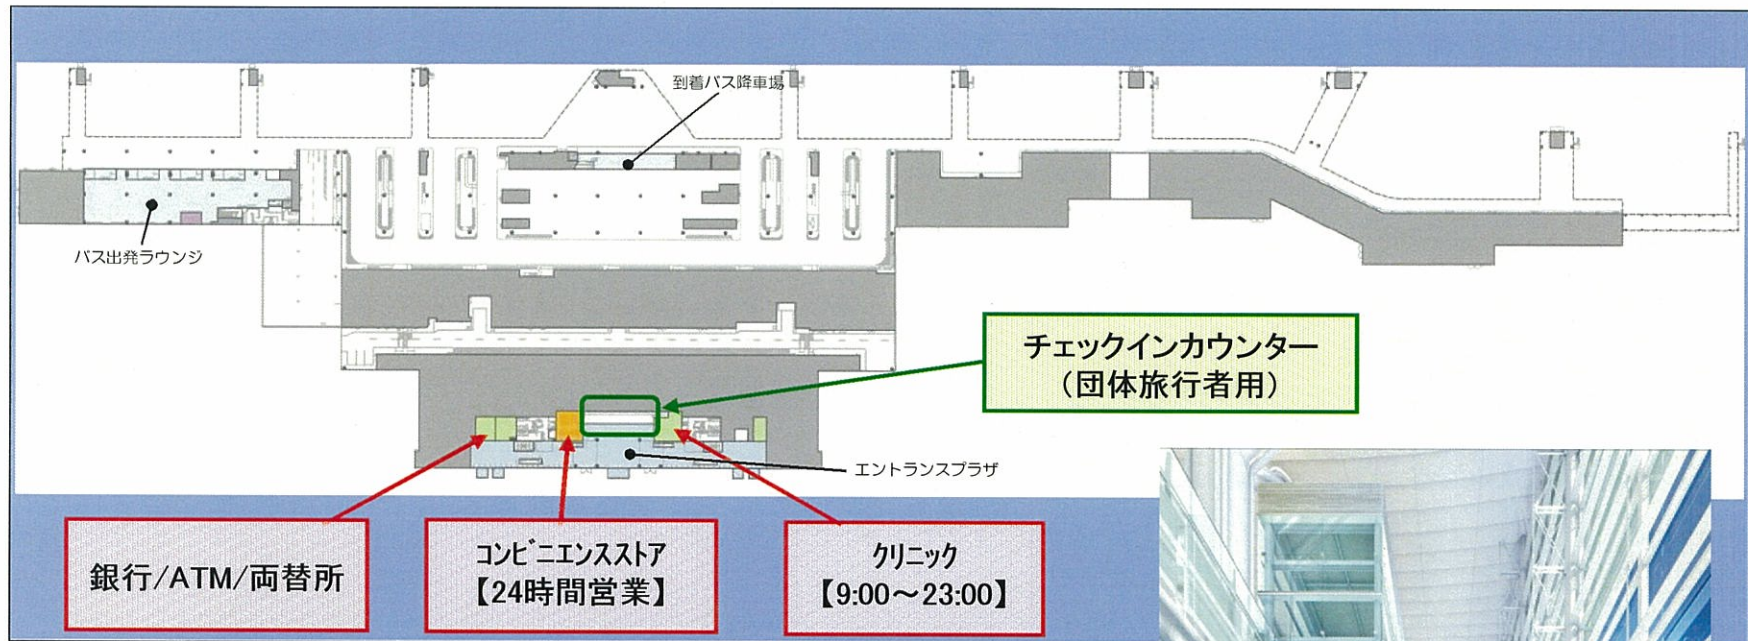 到着バス降車場
バス出発ラウンジ
チェックインカウンター
(団体旅行者用)
エントランスプラザ
銀行/ATM/両替所
コンビニエンスストア
【24時間営業】
クリニック
【9:00～23:00】